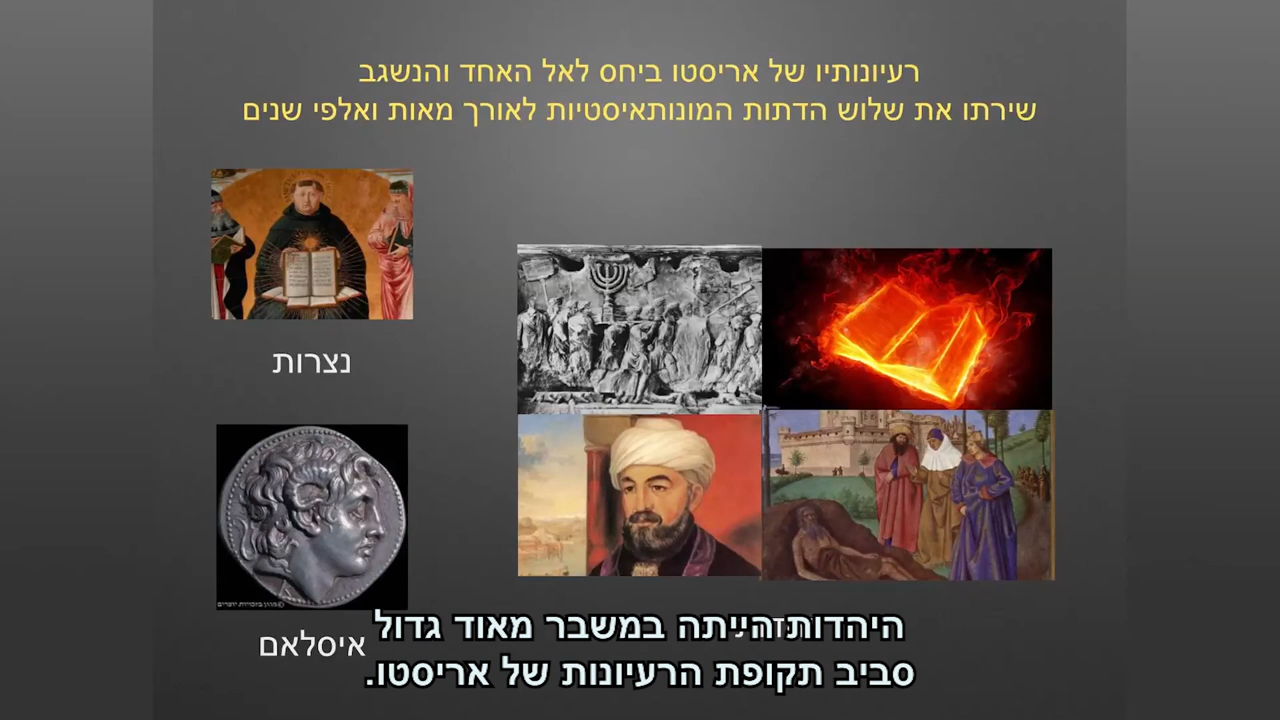 רעיונותיו של אריסטו ביחס לאל האחד והנשגב
שירתו את שלוש הדתות המונותאיסטיות לאורך מאות ואלפי שנים
נצרות
איסלאם
היהדות הייתה במשבר מאוד גדול
סביב תקופת הרעיונות של אריסטו.